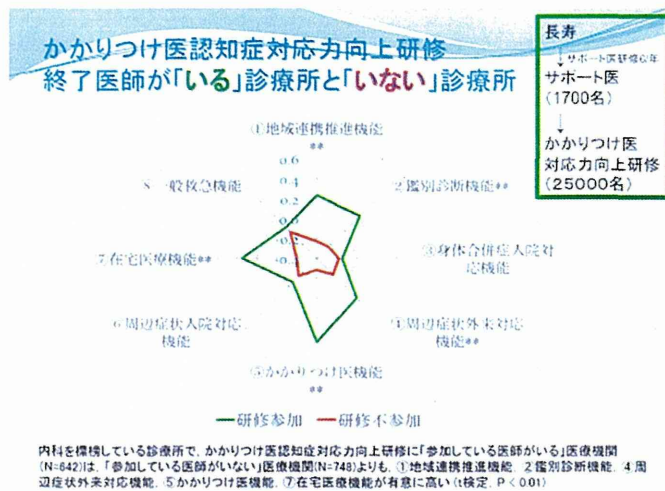 かかりつけ医認知症対応力向上研修
終了医師が「いる」診療所と「いない」診療所
長寿
↓サポート医研修
サポート医
(1700名)
↓
かかりつけ医
対応力向上研修
(25000名)
①地域連携推進機能
**
0.6
0.4
0.2
0.0
8一般救急機能
2鑑別診断機能**
⑦在宅医療機能**
③身体合併症入院対
応機能
6周辺症状入院対応
機能
④周辺症状外来対応
機能**
⑤かかりつけ医機能
**
研修参加
研修不参加
内科を標榜している診療所で、かかりつけ医認知症対応力向上研修に「参加している医師がいる」医療機関
(N=642)は、「参加している医師がいない」医療機関(N=748)よりも、①地域連携推進機能、2鑑別診断機能、4周
辺症状外来対応機能、⑤かかりつけ医機能、⑦在宅医療機能が有意に高い(t検定、P<0.01)